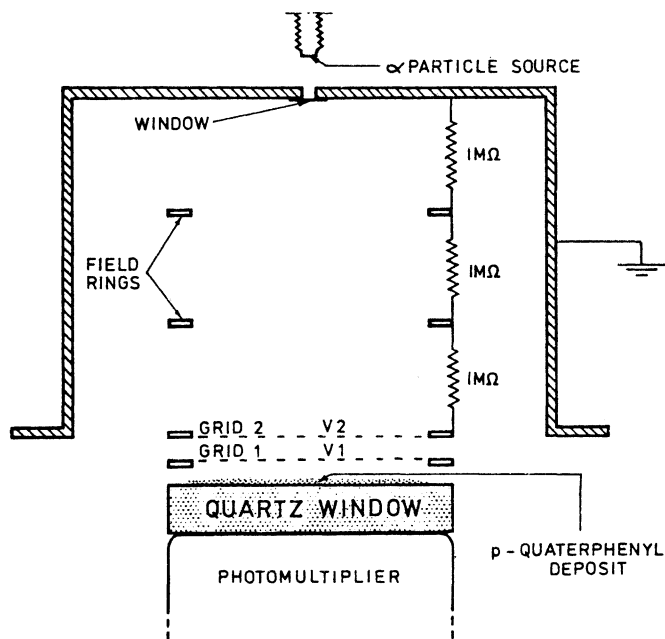 α PARTICLE SOURCE
WINDOW
1MΩ
FIELD
RINGS
1MΩ
1MΩ
GRID 2 V2
GRID 1 V1
QUARTZ WINDOW
p-QUATERPHENYL
DEPOSIT
PHOTOMULTIPLIER